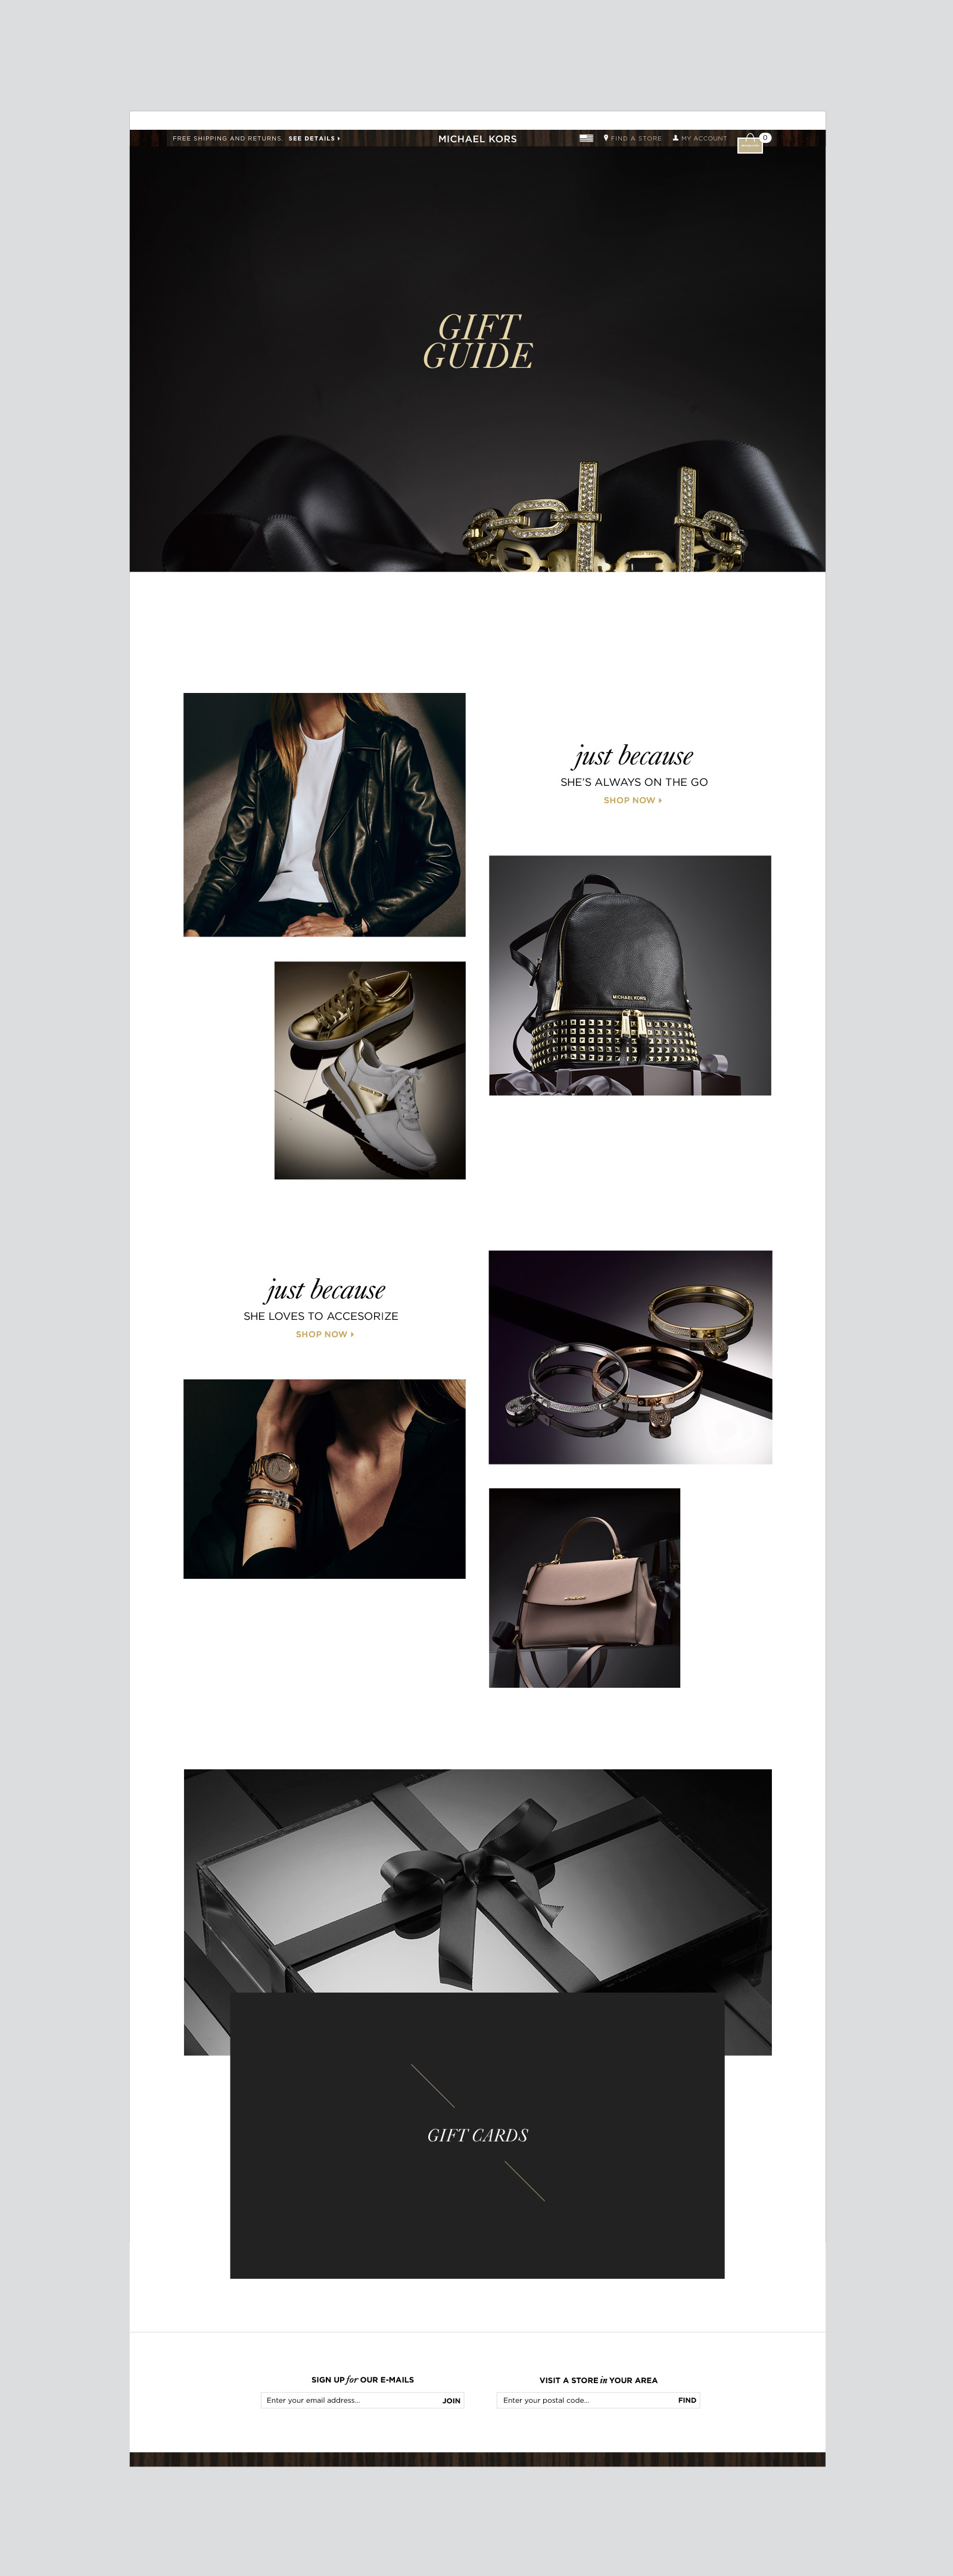 FREE SHIPPING AND RETURNS. SEE DETAILS
MICHAEL KORS
FIND A STORE
MY ACCOUNT
0
GIFT
GUIDE
just because
SHE'S ALWAYS ON THE GO
SHOP NOW
MICHAEL KORS
just because
SHE LOVES TO ACCESORIZE
SHOP NOW
GIFT CARDS
SIGN UP for OUR E-MAILS
Enter your email address...
JOIN
VISIT A STORE in YOUR AREA
Enter your postal code...
FIND